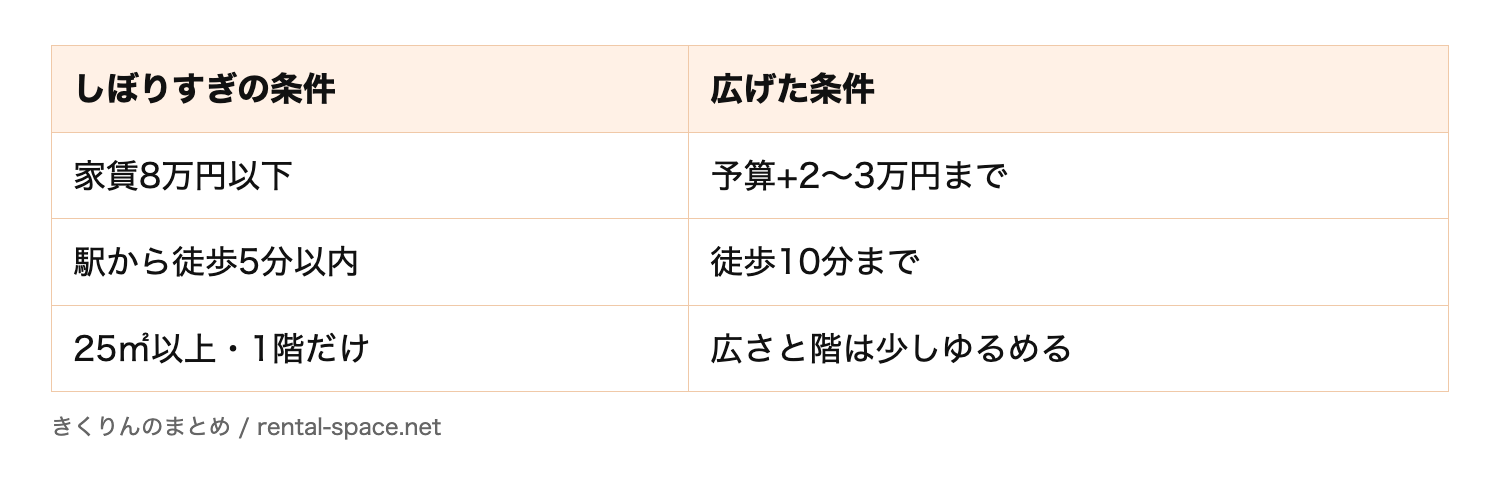 しぼりすぎの条件 広げた条件
家賃8万円以下 予算+2〜3万円まで
駅から徒歩5分以内 徒歩10分まで
25㎡以上・1階だけ 広さと階は少しゆるめる
きくりんのまとめ / rental-space.net